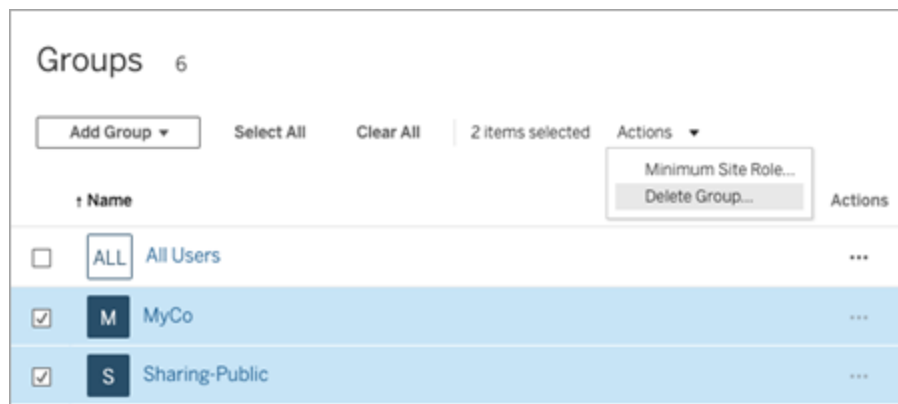 Groups 6
Add Group ▾ Select All Clear All 2 items selected Actions ▾
Minimum Site Role...
Delete Group...
↑ Name Actions
ALL All Users ...
M MyCo ...
S Sharing-Public ...